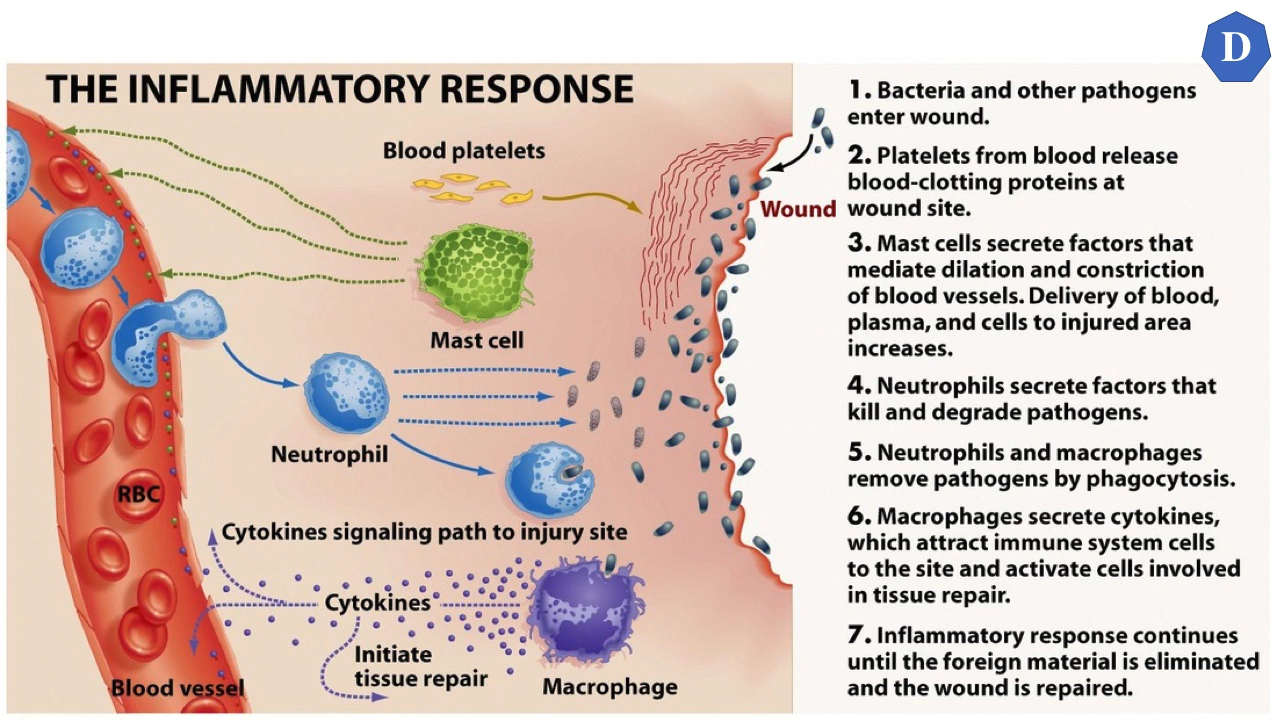 D
THE INFLAMMATORY RESPONSE
Blood platelets
Wound
Mast cell
Neutrophil
RBC
Cytokines signaling path to injury site
Cytokines
Initiate
tissue repair
Macrophage
Blood vessel
1. Bacteria and other pathogens
enter wound.
2. Platelets from blood release
blood-clotting proteins at
wound site.
3. Mast cells secrete factors that
mediate dilation and constriction
of blood vessels. Delivery of blood,
plasma, and cells to injured area
increases.
4. Neutrophils secrete factors that
kill and degrade pathogens.
5. Neutrophils and macrophages
remove pathogens by phagocytosis.
6. Macrophages secrete cytokines,
which attract immune system cells
to the site and activate cells involved
in tissue repair.
7. Inflammatory response continues
until the foreign material is eliminated
and the wound is repaired.